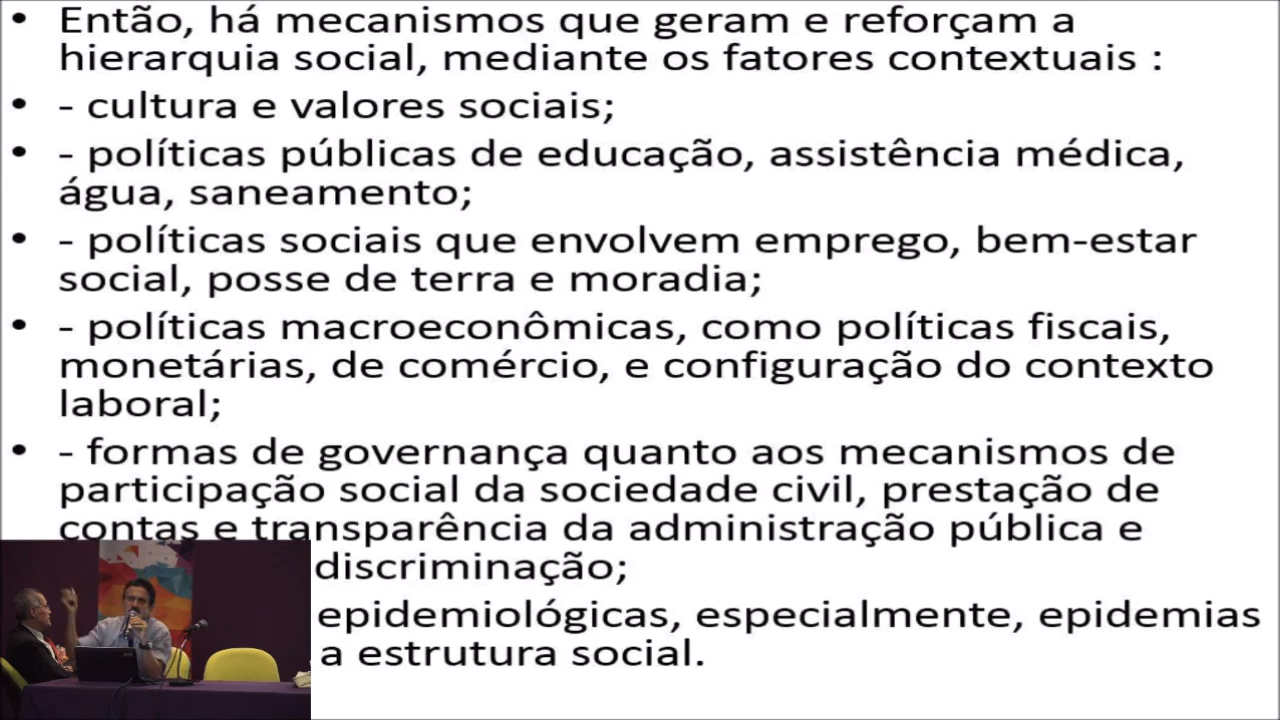 • Então, há mecanismos que geram e reforçam a
hierarquia social, mediante os fatores contextuais :
• - cultura e valores sociais;
• - políticas públicas de educação, assistência médica,
água, saneamento;
• - políticas sociais que envolvem emprego, bem-estar
social, posse de terra e moradia;
• - políticas macroeconômicas, como políticas fiscais,
monetárias, de comércio, e configuração do contexto
laboral;
• - formas de governança quanto aos mecanismos de
participação social da sociedade civil, prestação de
contas e transparência da administração pública e
discriminação;
epidemiológicas, especialmente, epidemias
a estrutura social.